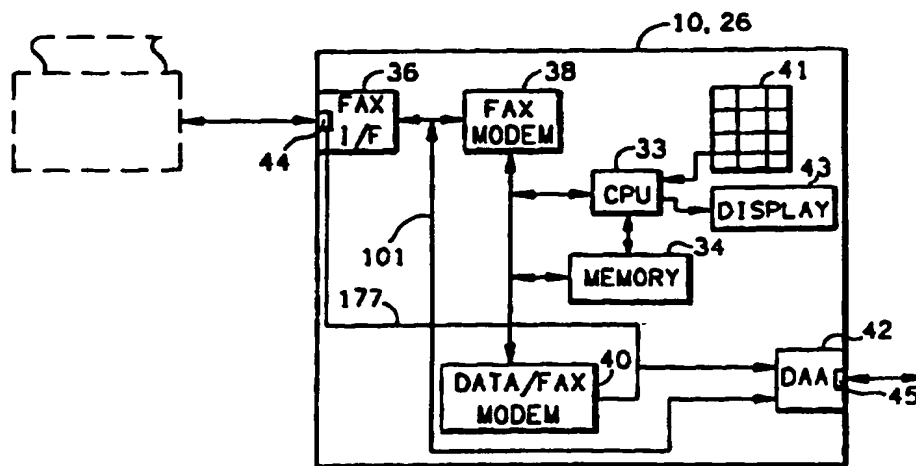 10, 26
36
38
41
FAX
I/F
FAX
MODEM
44
33
43
CPU
DISPLAY
101
34
MEMORY
177
42
40
DATA/FAX
MODEM
DAA
45